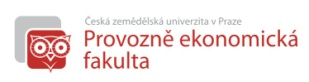 Česká zemědělská univerzita v Praze
Provozně ekonomická
fakulta